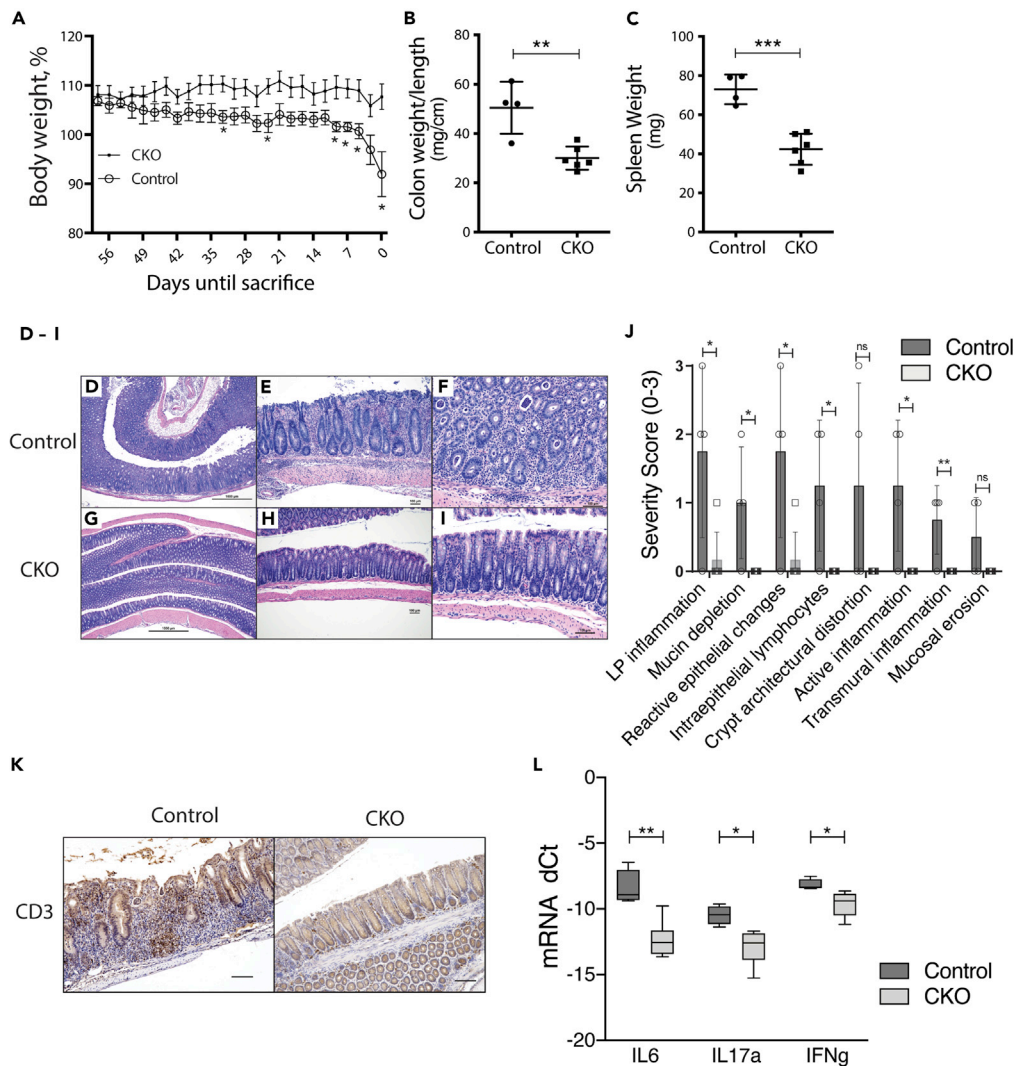 A
Body weight, %
120
110
100
90
80
CKO
Control
*
*
* * *
*
56 49 42 35 28 21 14 7 0
Days until sacrifice
B
Colon weight/length
(mg/cm)
80
60
40
20
0
**
Control CKO
C
Spleen Weight
(mg)
100
80
60
40
20
0
***
Control CKO
D - I
Control
CKO
D
E
F
G
H
I
J
Severity Score (0-3)
3
2
1
0
Control
CKO
* * * * ns * ** ns
LP inflammation
Mucin depletion
Reactive epithelial changes
Intraepithelial lymphocytes
Crypt architectural distortion
Active inflammation
Transmural inflammation
Mucosal erosion
K
Control CKO
CD3
L
mRNA dCt
0
-5
-10
-15
-20
** * *
Control
CKO
IL6 IL17a IFNg